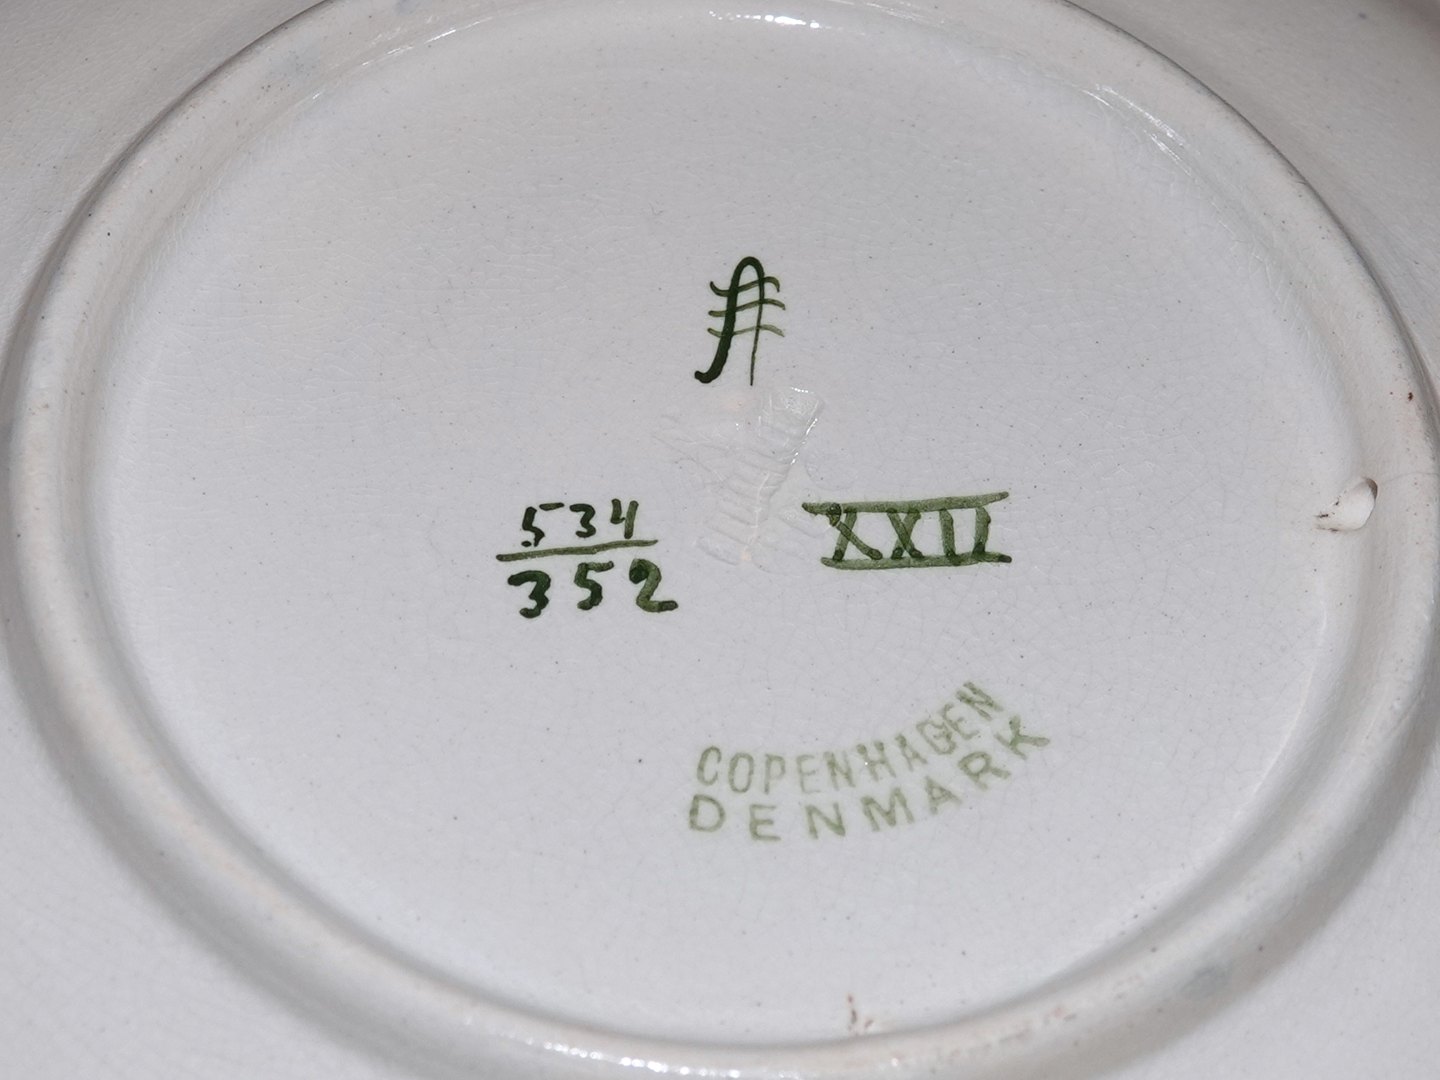 534
352
XXII
COPENHAGEN
DENMARK